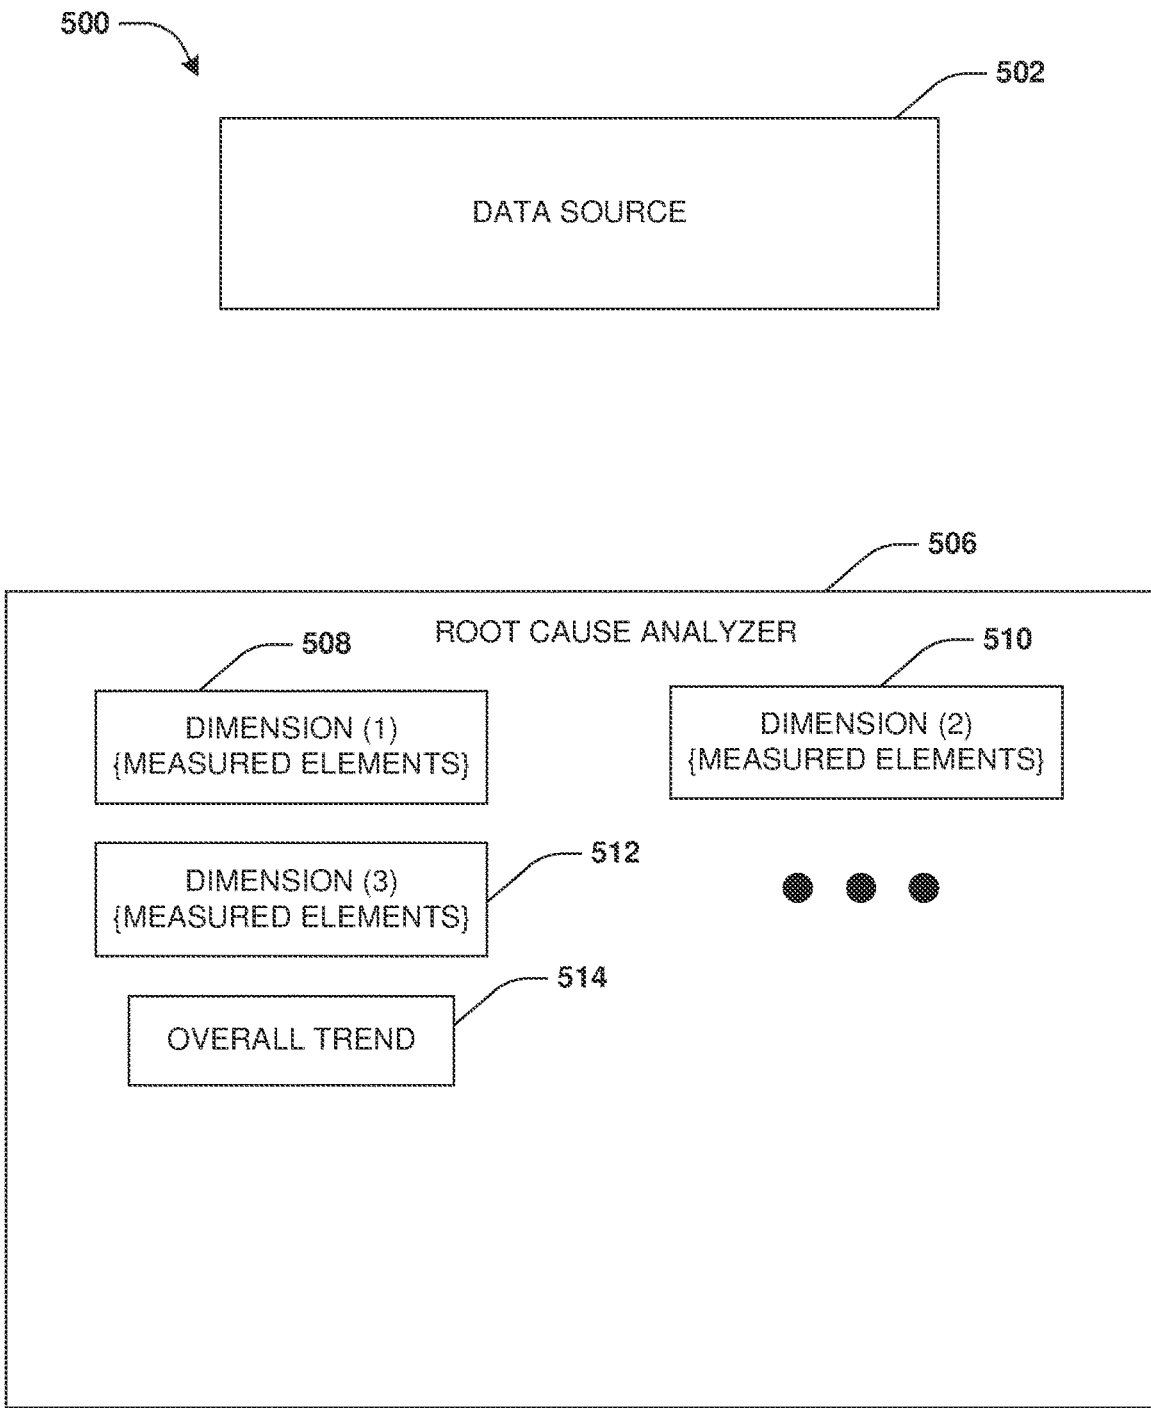 500
502
DATA SOURCE
506
ROOT CAUSE ANALYZER
508
510
DIMENSION (1)
{MEASURED ELEMENTS}
DIMENSION (2)
{MEASURED ELEMENTS}
512
DIMENSION (3)
{MEASURED ELEMENTS}
514
OVERALL TREND